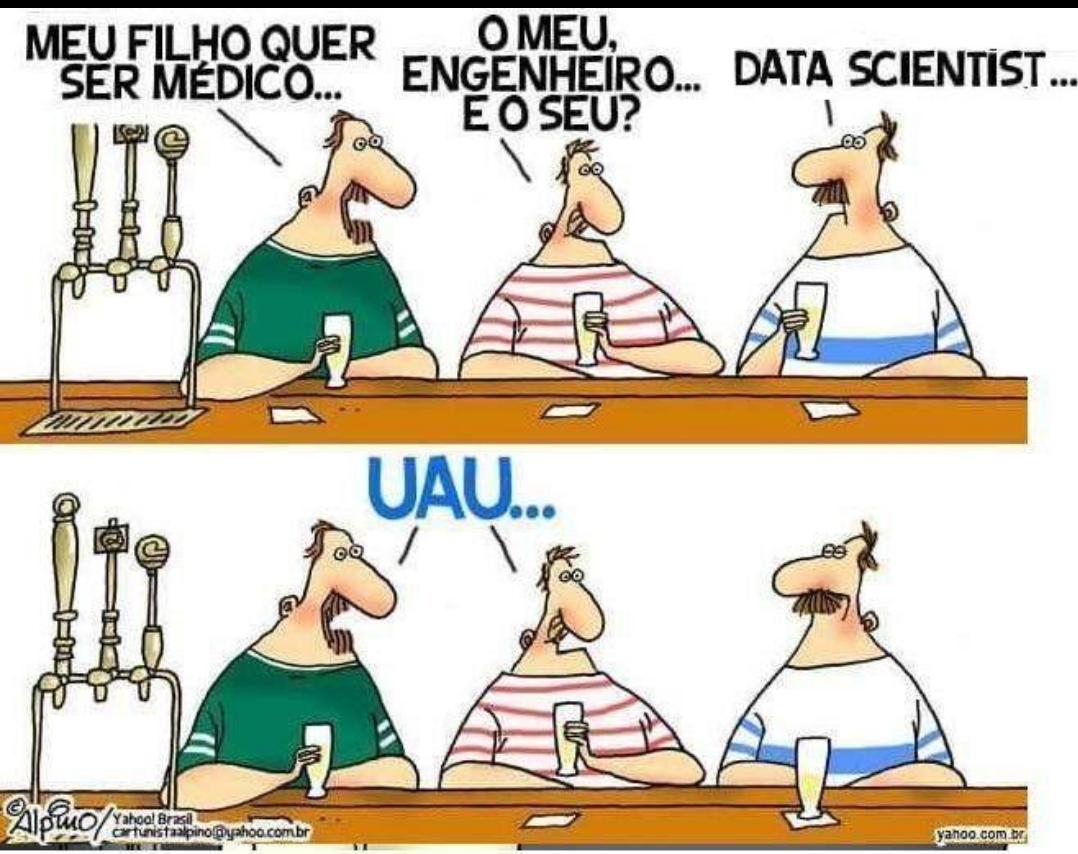 MEU FILHO QUER
SER MÉDICO...
O MEU,
ENGENHEIRO...
E O SEU?
DATA SCIENTIST...
UAU...
Alpino/
Yahoo! Brasil
cartunistaalpino@yahoo.com.br
yahoo.com.br